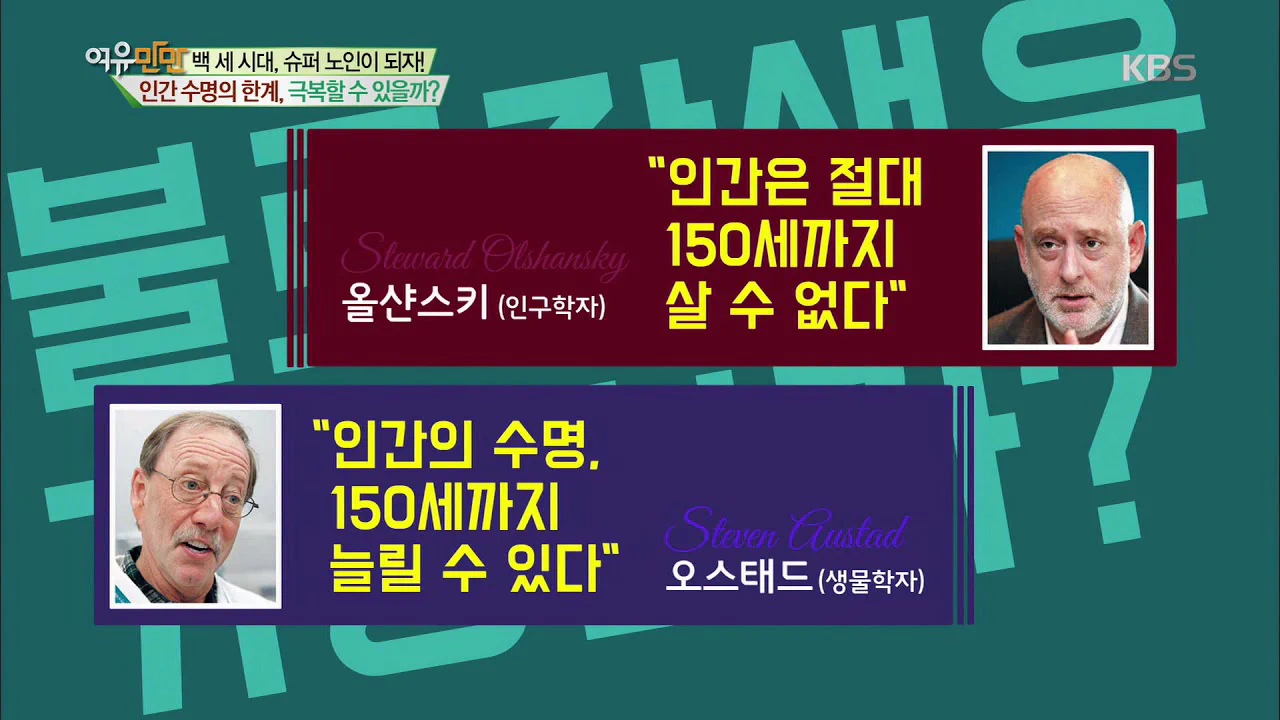 여유만만 백 세 시대, 슈퍼 노인이 되자!
인간 수명의 한계, 극복할 수 있을까?
KBS
"인간은 절대
150세까지
살 수 없다"
Steward Olshansky
올샨스키 (인구학자)
"인간의 수명,
150세까지
늘릴 수 있다"
Steven Austad
오스태드 (생물학자)